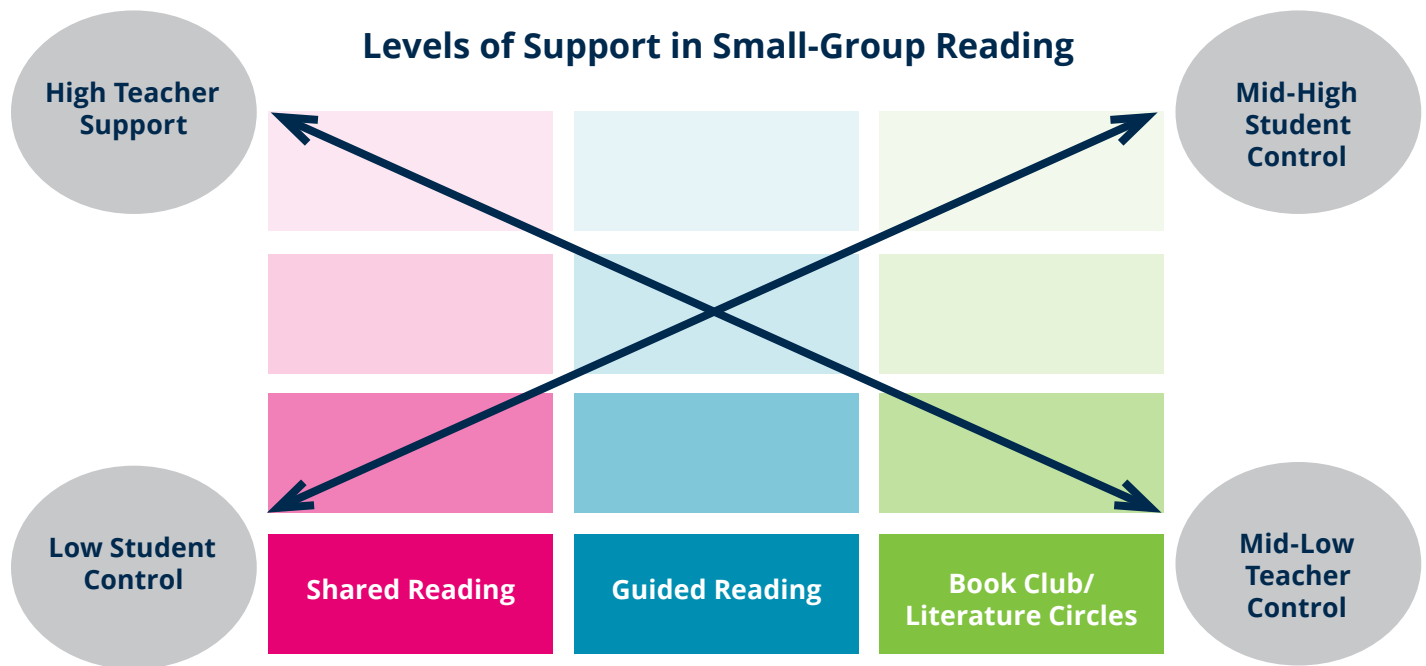 Levels of Support in Small-Group Reading
High Teacher
Support
Mid-High
Student
Control
Low Student
Control
Shared Reading
Guided Reading
Book Club/
Literature Circles
Mid-Low
Teacher
Control